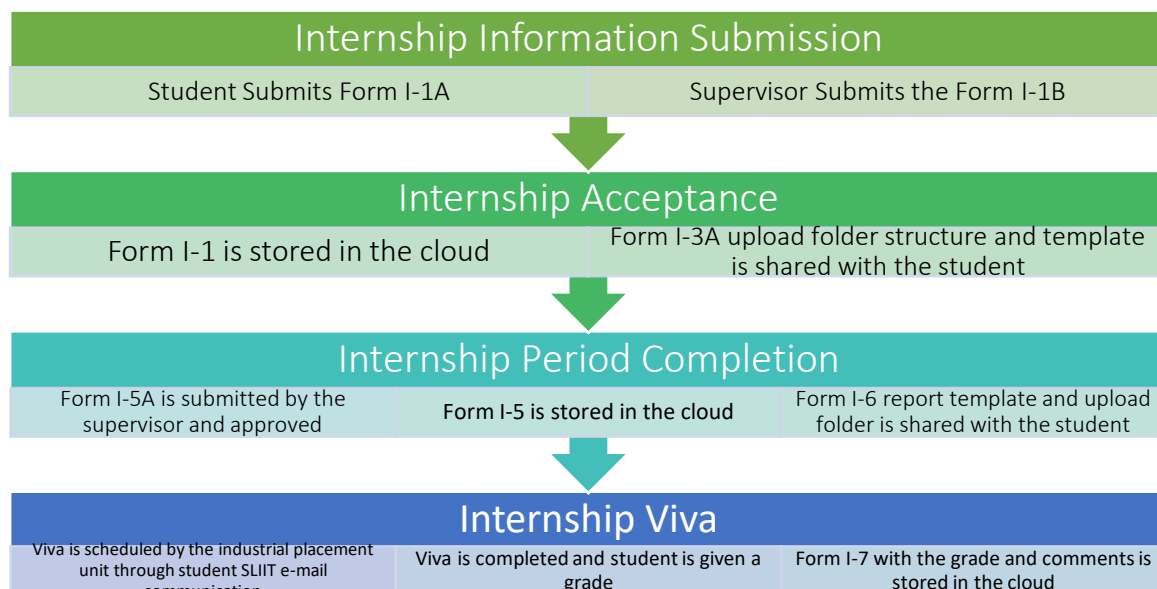 Internship Information Submission
Student Submits Form I-1A
Supervisor Submits the Form I-1B
Internship Acceptance
Form I-1 is stored in the cloud
Form I-3A upload folder structure and template
is shared with the student
Internship Period Completion
Form I-5A is submitted by the
supervisor and approved
Form I-5 is stored in the cloud
Form I-6 report template and upload
folder is shared with the student
Internship Viva
Viva is scheduled by the industrial placement
unit through student SLIIT e-mail
communication
Viva is completed and student is given a
grade
Form I-7 with the grade and comments is
stored in the cloud